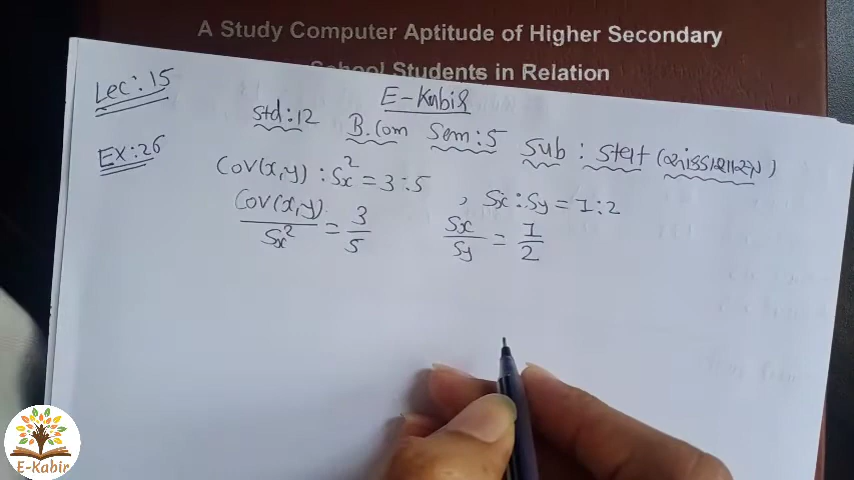 A Study Computer Aptitude of Higher Secondary
School Students in Relation
Lec: 15
E-Kabir
Std: 12 B.Com Sem: 5 Sub: Stat (આંકડાશાસ્ત્ર)
Ex: 26
Cov(x,y) : Sx² = 3 : 5 , Sx : Sy = 1 : 2
Cov(x,y) / Sx² = 3 / 5
Sx / Sy = 1 / 2
E-Kabir